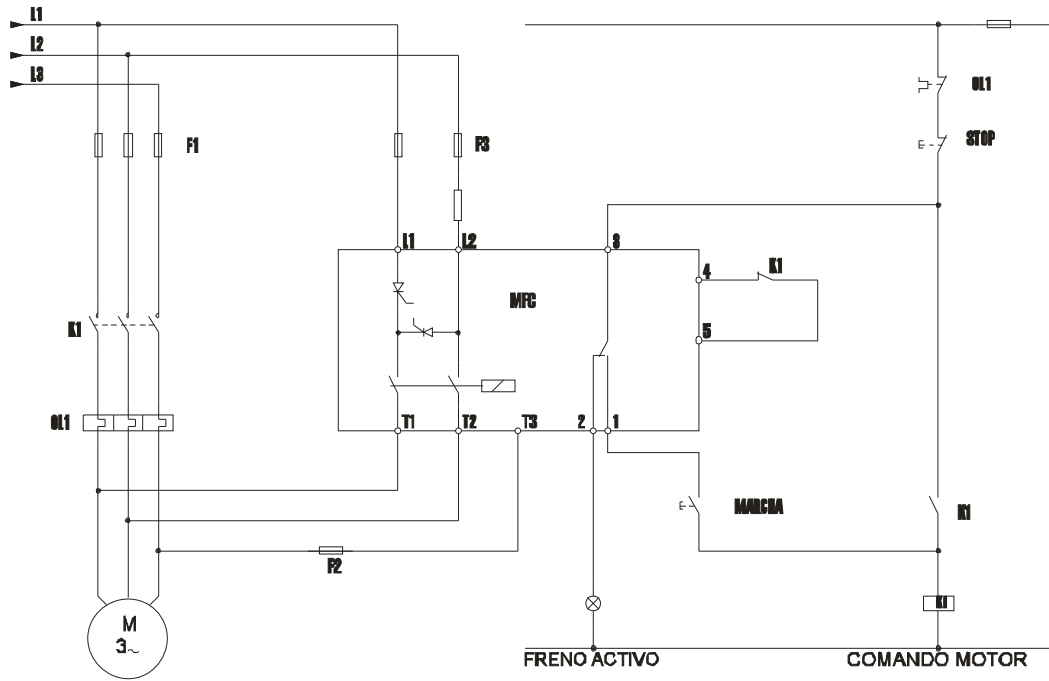 L1
L2
L3
F1
F3
OL1
STOP
L1
L2
3
4
K1
MFC
5
K1
OL1
T1
T2
T3
2
1
MARCHA
K1
F2
K1
M
3~
FRENO ACTIVO
COMANDO MOTOR